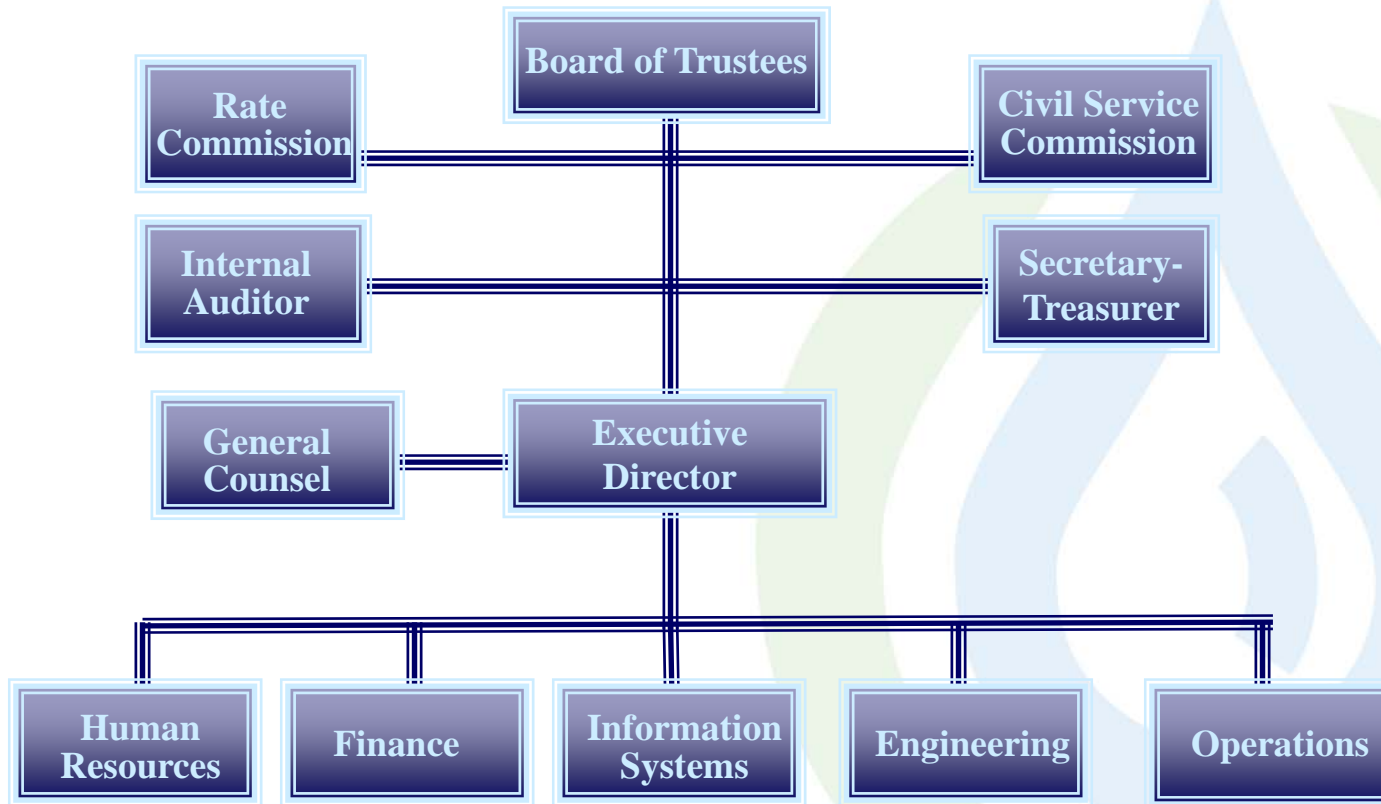 Board of Trustees
Rate
Commission
Civil Service
Commission
Internal
Auditor
Secretary-
Treasurer
General
Counsel
Executive
Director
Human
Resources
Finance
Information
Systems
Engineering
Operations